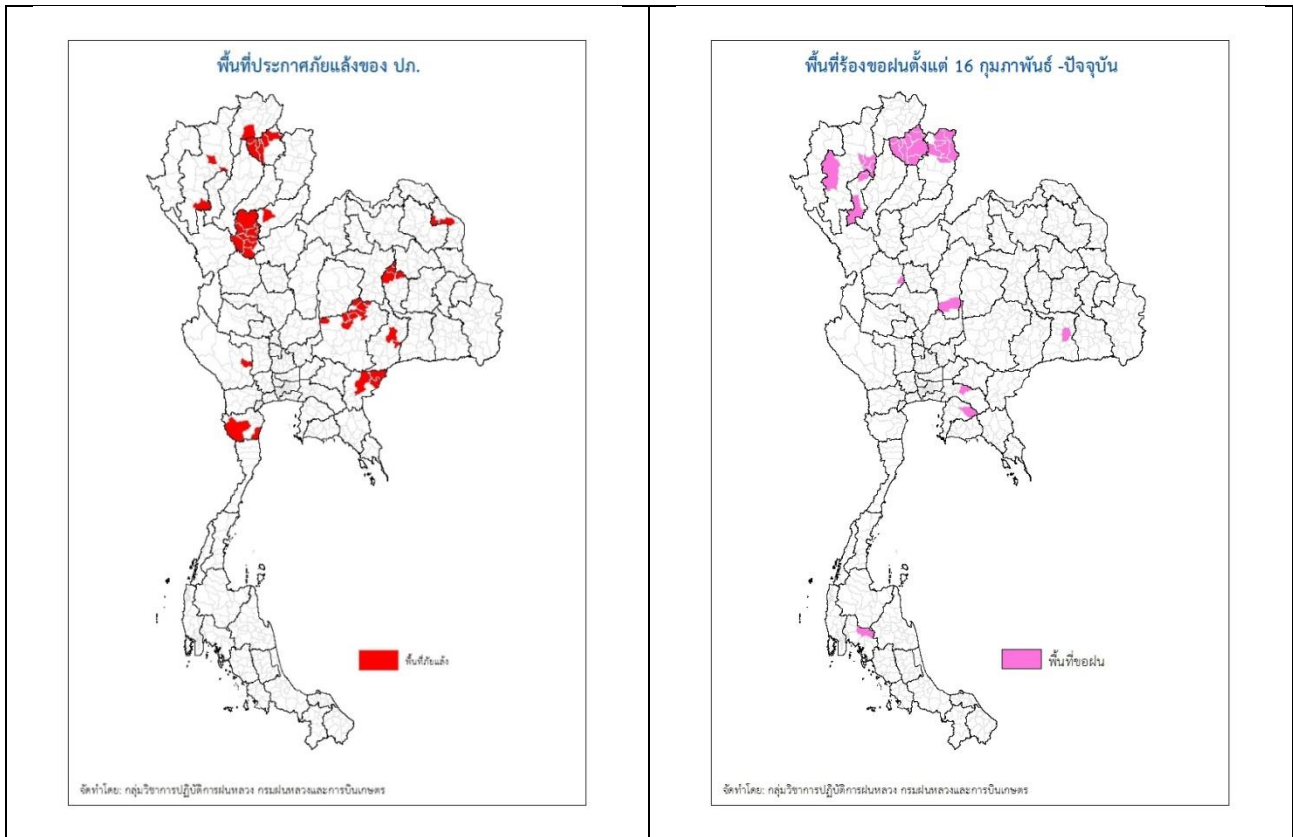 พื้นที่ประกาศภัยแล้งของ ปภ.
พื้นที่ภัยแล้ง
จัดทำโดย: กลุ่มวิชาการปฏิบัติการฝนหลวง กรมฝนหลวงและการบินเกษตร
พื้นที่ร้องขอฝนตั้งแต่ 16 กุมภาพันธ์ -ปัจจุบัน
พื้นที่ขอฝน
จัดทำโดย: กลุ่มวิชาการปฏิบัติการฝนหลวง กรมฝนหลวงและการบินเกษตร